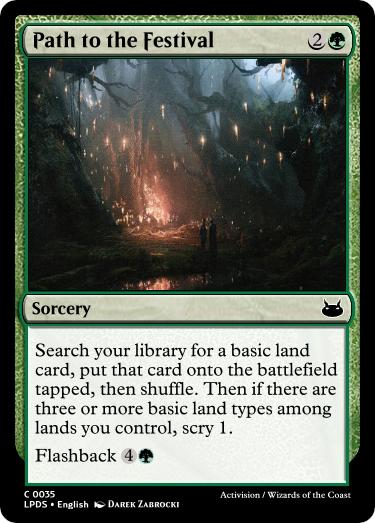 Path to the Festival 2
Sorcery
Search your library for a basic land
card, put that card onto the battlefield
tapped, then shuffle. Then if there are
three or more basic land types among
lands you control, scry 1.
Flashback 4
C 0035
LPDS • English Darek Zabrocki
Activision / Wizards of the Coast